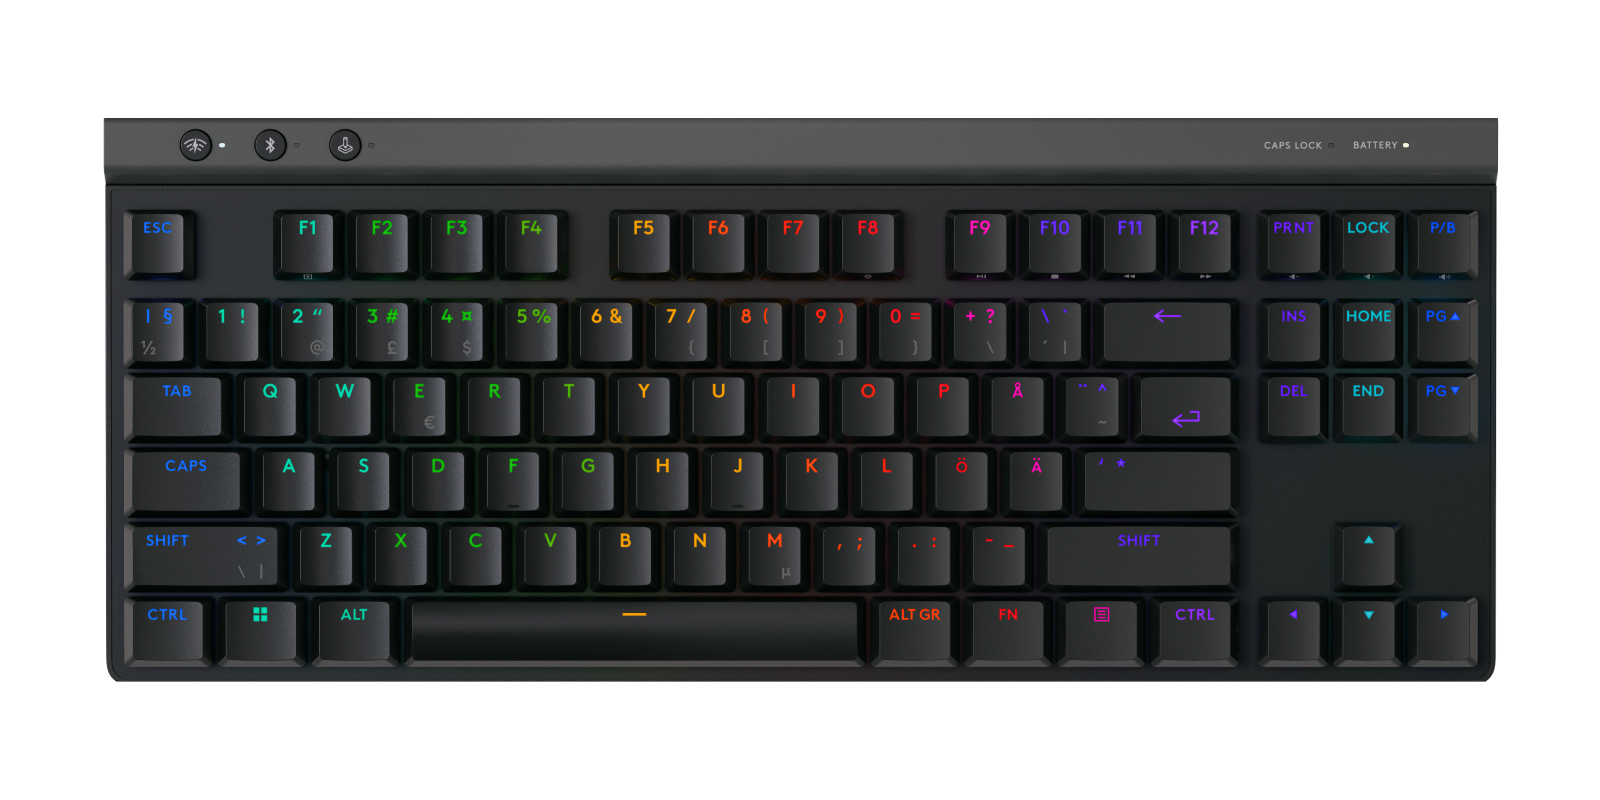 CAPS LOCK BATTERY
ESC F1 F2 F3 F4 F5 F6 F7 F8 F9 F10 F11 F12 PRNT LOCK P/B
| § 1 ! 2 “ 3 # 4 ¤ 5 % 6 & 7 / 8 ( 9 ) 0 = + ? \ ` ← INS HOME PG ▲
½ @ £ $ { [ ] } \ ´ |
TAB Q W E R T Y U I O P Å ¨ ^ DEL END PG ▼
€ ~ ↵
CAPS A S D F G H J K L Ö Ä ' *
SHIFT < > Z X C V B N M , ; . : - _ SHIFT ▲
\ | µ
CTRL ALT — ALT GR FN CTRL ◀ ▼ ▶